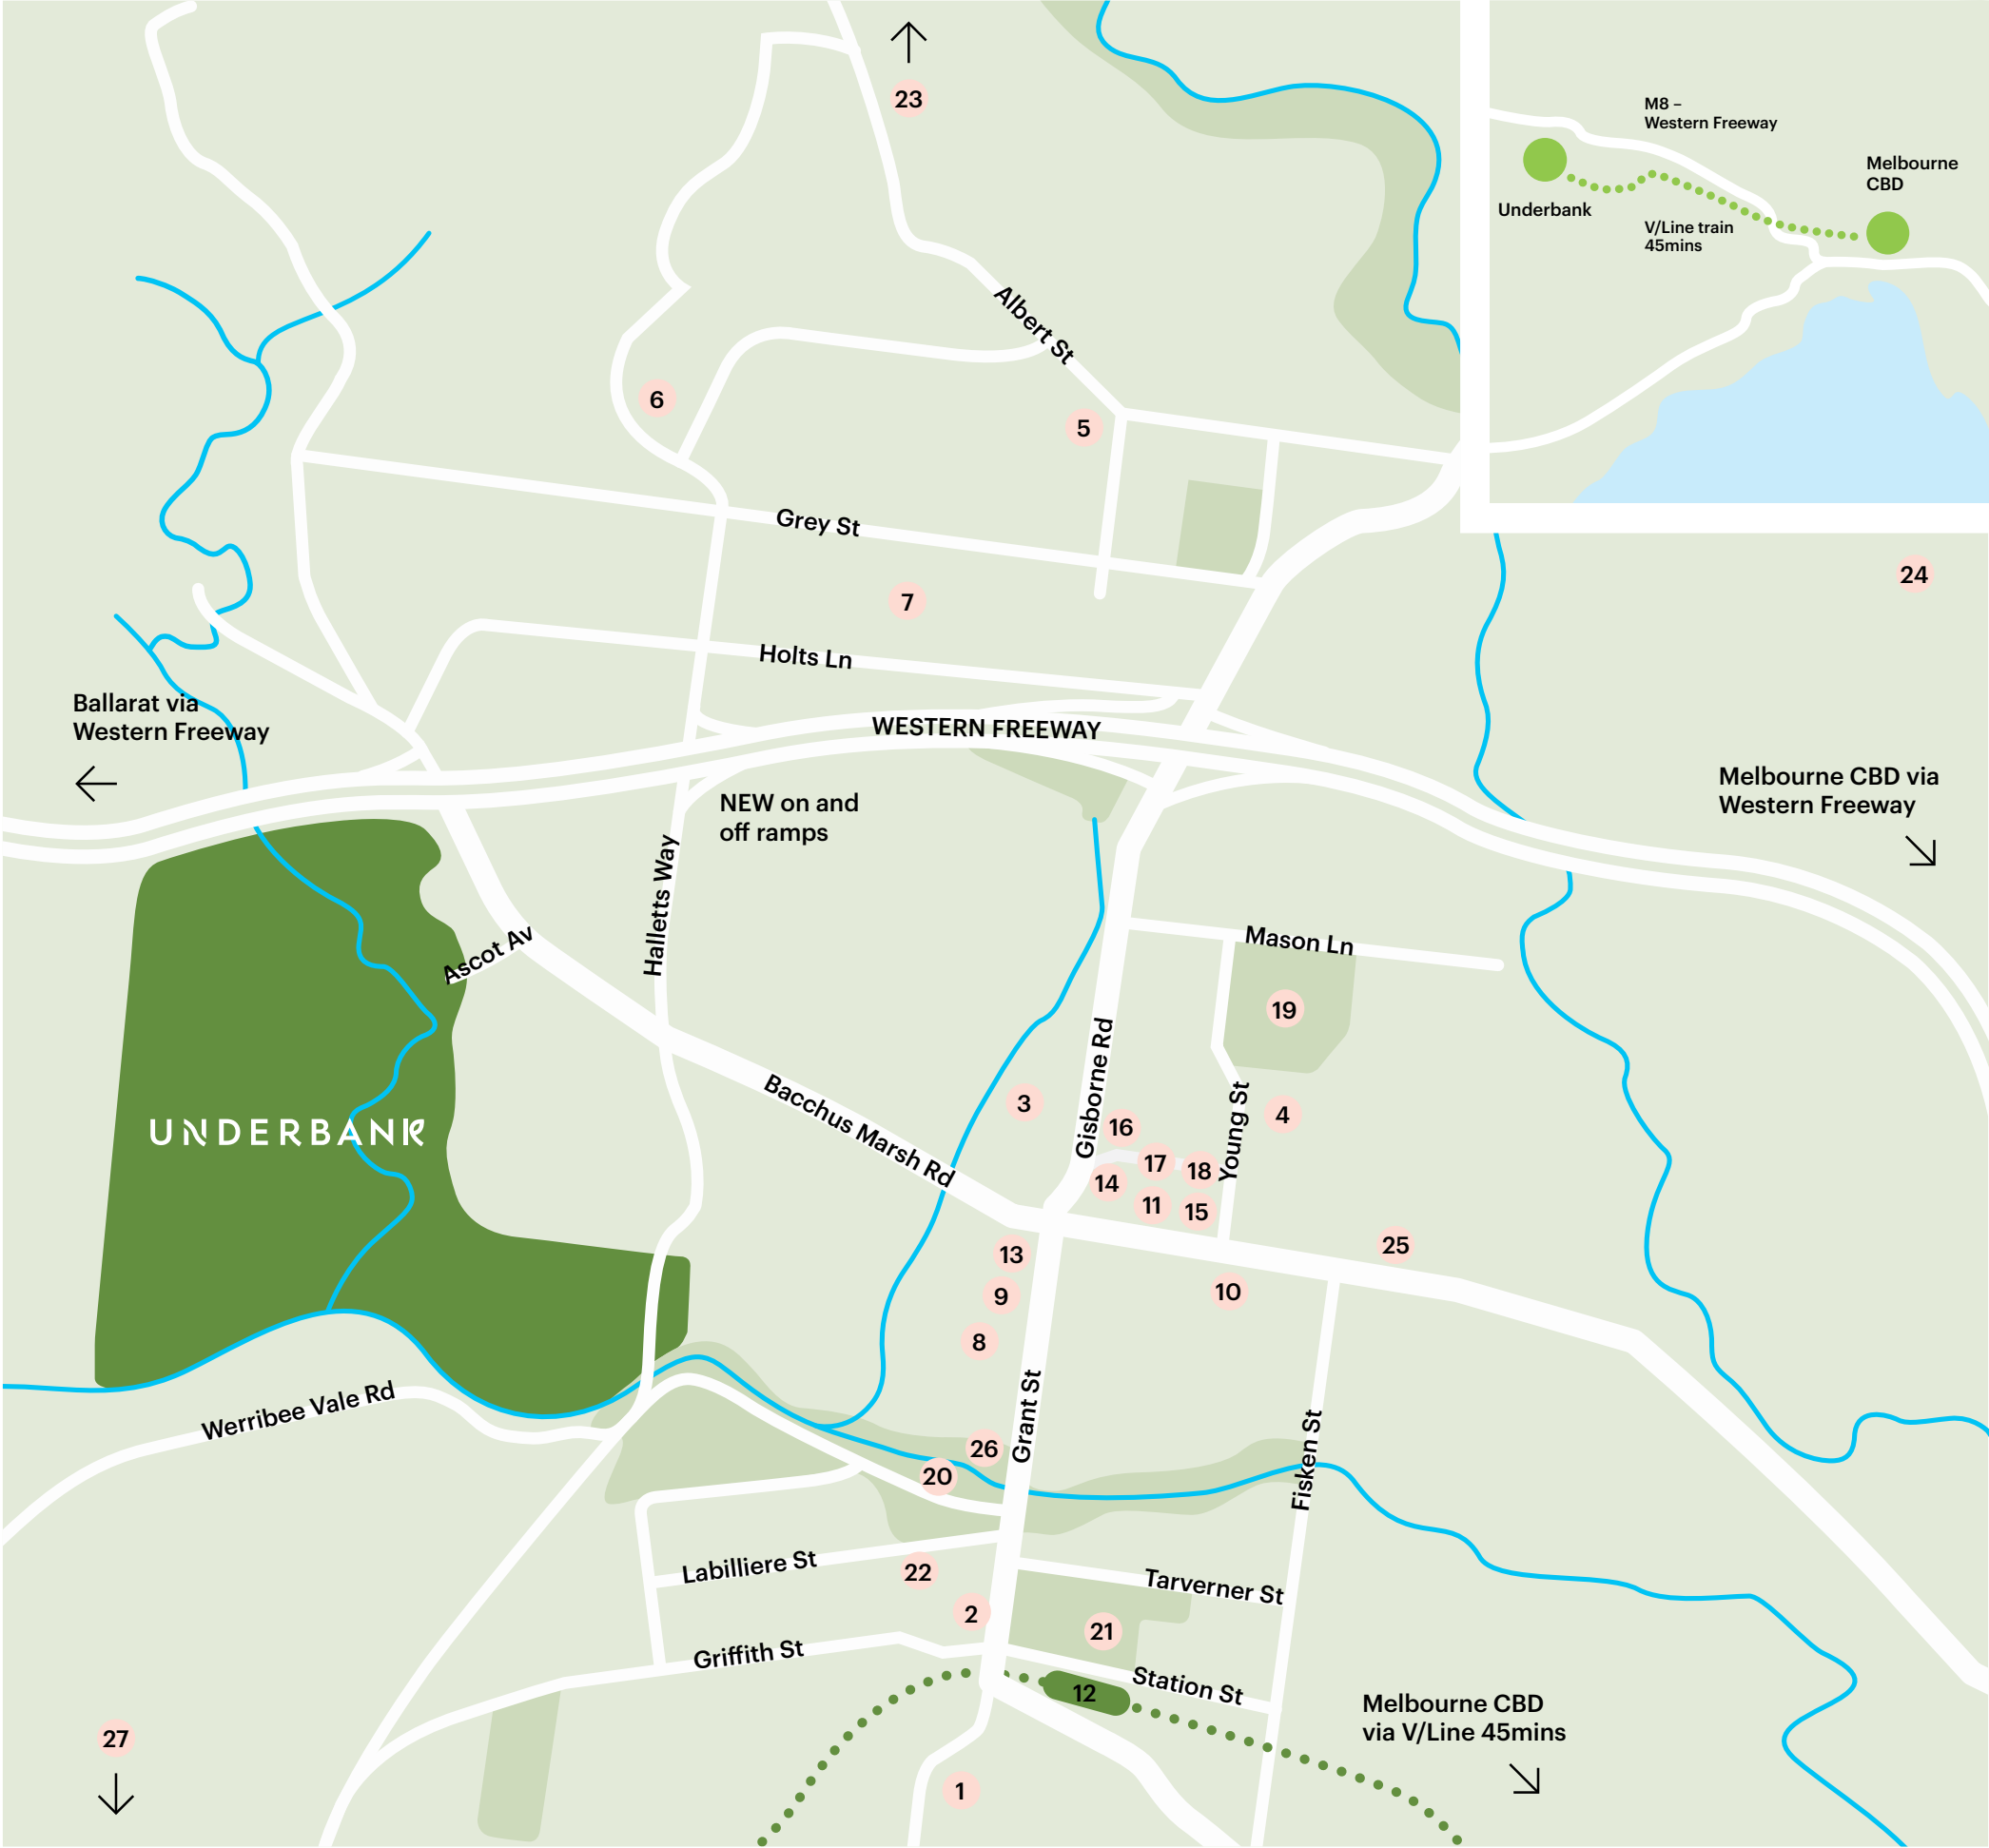 23
M8 –
Western Freeway
Melbourne
CBD
Underbank
V/Line train
45mins
Albert St
6
5
Grey St
24
7
Holts Ln
Ballarat via
Western Freeway
WESTERN FREEWAY
Melbourne CBD via
Western Freeway
NEW on and
off ramps
Halletts Way
Ascot Av
Mason Ln
19
Gisborne Rd
3
4
Young St
16
UNDERBANK
Bacchus Marsh Rd
17
18
14
11
15
13
25
9
10
8
Grant St
Werribee Vale Rd
26
20
Fisken St
Labilliere St
22
Tarverner St
2
21
Griffith St
Station St
12
Melbourne CBD
via V/Line 45mins
27
1